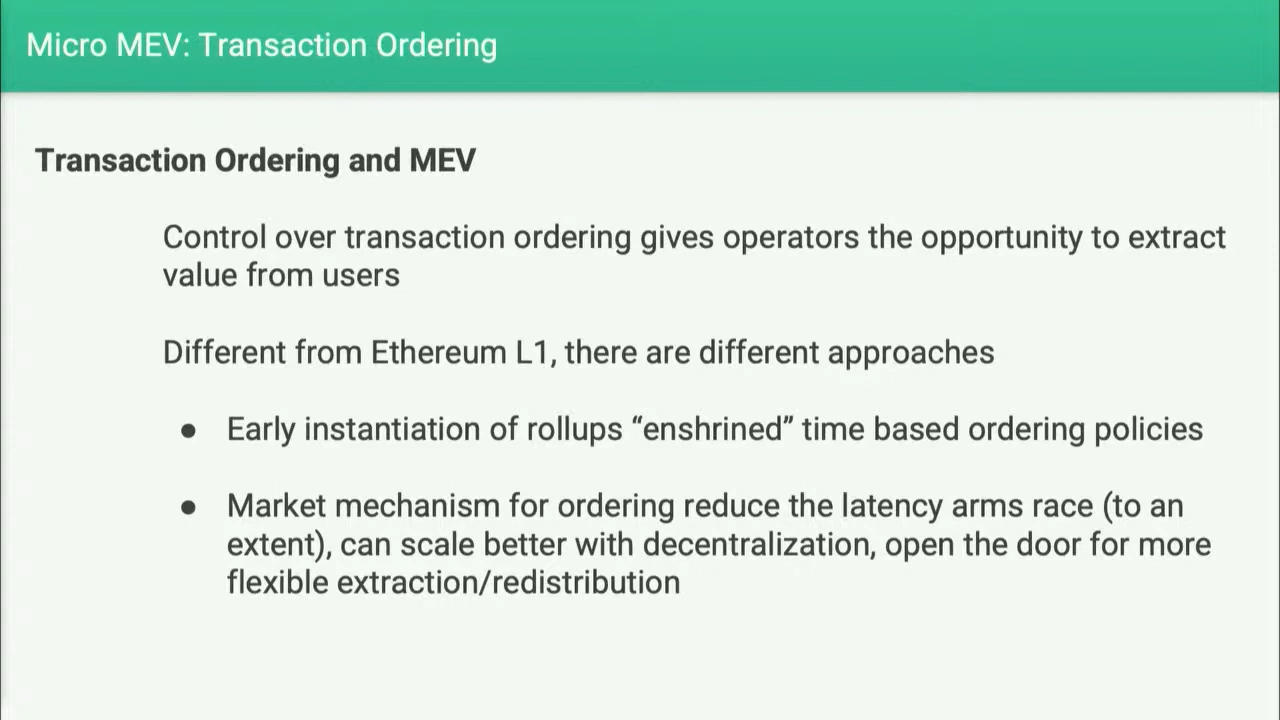 Micro MEV: Transaction Ordering
Transaction Ordering and MEV
Control over transaction ordering gives operators the opportunity to extract
value from users
Different from Ethereum L1, there are different approaches
● Early instantiation of rollups “enshrined” time based ordering policies
● Market mechanism for ordering reduce the latency arms race (to an
extent), can scale better with decentralization, open the door for more
flexible extraction/redistribution